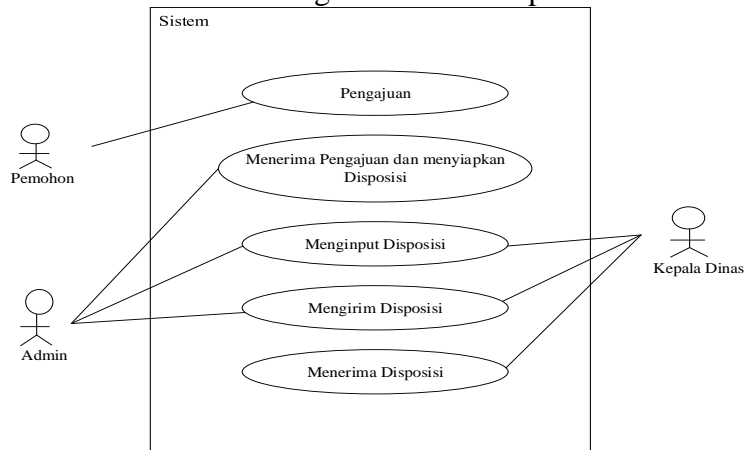 Sistem
Pengajuan
Pemohon
Menerima Pengajuan dan menyiapkan
Disposisi
Menginput Disposisi
Kepala Dinas
Mengirim Disposisi
Admin
Menerima Disposisi